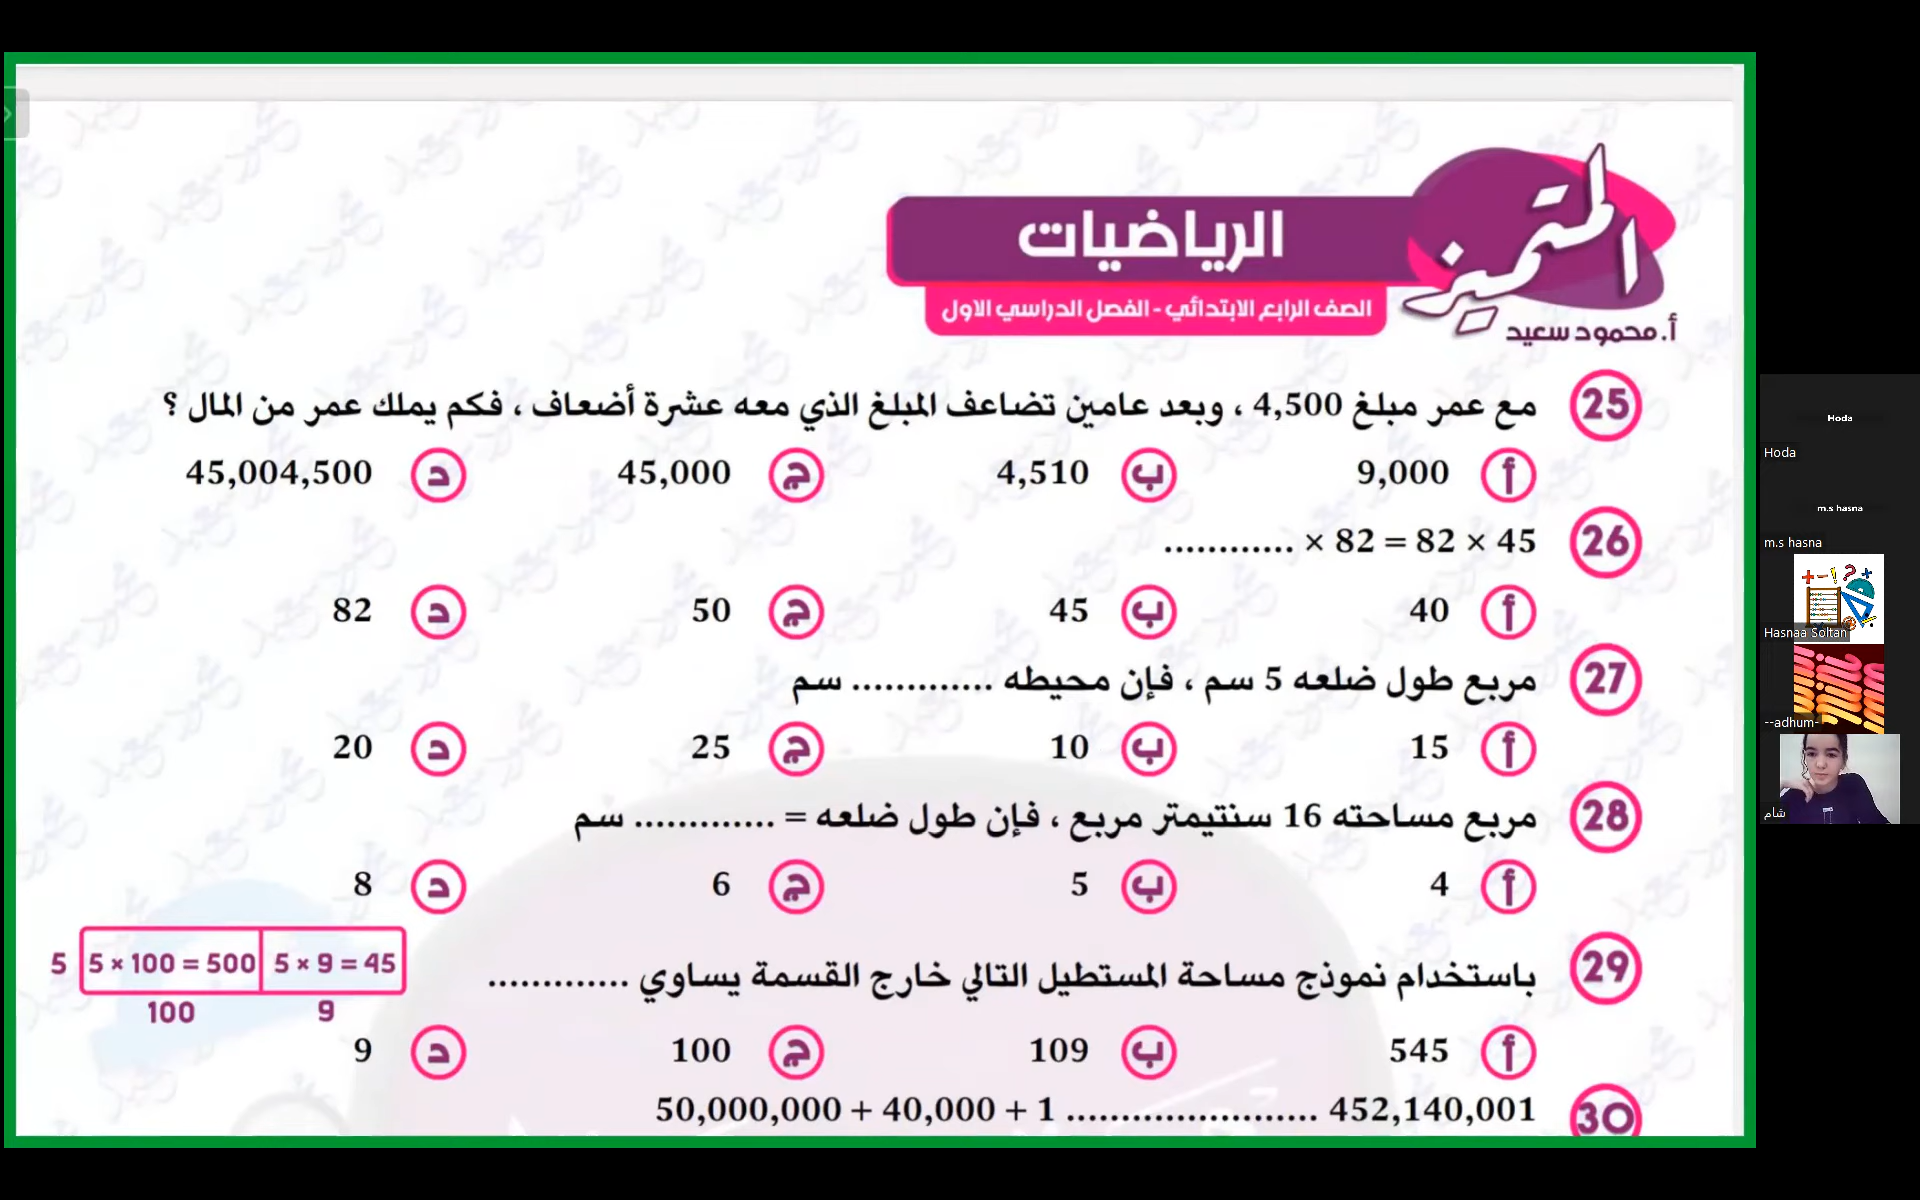 المتميز
الرياضيات
الصف الرابع الابتدائي - الفصل الدراسي الاول
أ. محمود سعيد
25 مع عمر مبلغ 4,500 ، وبعد عامين تضاعف المبلغ الذي معه عشرة أضعاف ، فكم يملك عمر من المال ؟
أ 9,000 ب 4,510 ج 45,000 د 45,004,500
26 ............ × 82 = 82 × 45
أ 40 ب 45 ج 50 د 82
27 مربع طول ضلعه 5 سم ، فإن محيطه ............. سم
أ 15 ب 10 ج 25 د 20
28 مربع مساحته 16 سنتيمتر مربع ، فإن طول ضلعه = ............. سم
أ 4 ب 5 ج 6 د 8
29 باستخدام نموذج مساحة المستطيل التالي خارج القسمة يساوي .............
5 5 × 100 = 500 5 × 9 = 45
100 9
أ 545 ب 109 ج 100 د 9
30 50,000,000 + 40,000 + 1 ....................... 452,140,001
Hoda
Hoda
m.s hasna
m.s hasna
Hasnaa Soltan
--adhum--
شام